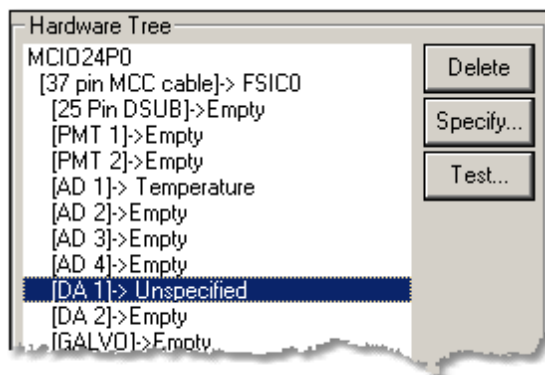 Hardware Tree
MCIO24P0
[37 pin MCC cable]-> FSIC0
[25 Pin DSUB]->Empty
[PMT 1]->Empty
[PMT 2]->Empty
[AD 1]-> Temperature
[AD 2]->Empty
[AD 3]->Empty
[AD 4]->Empty
[DA 1]-> Unspecified
[DA 2]->Empty
[GALVO]->Empty
Delete
Specify...
Test...